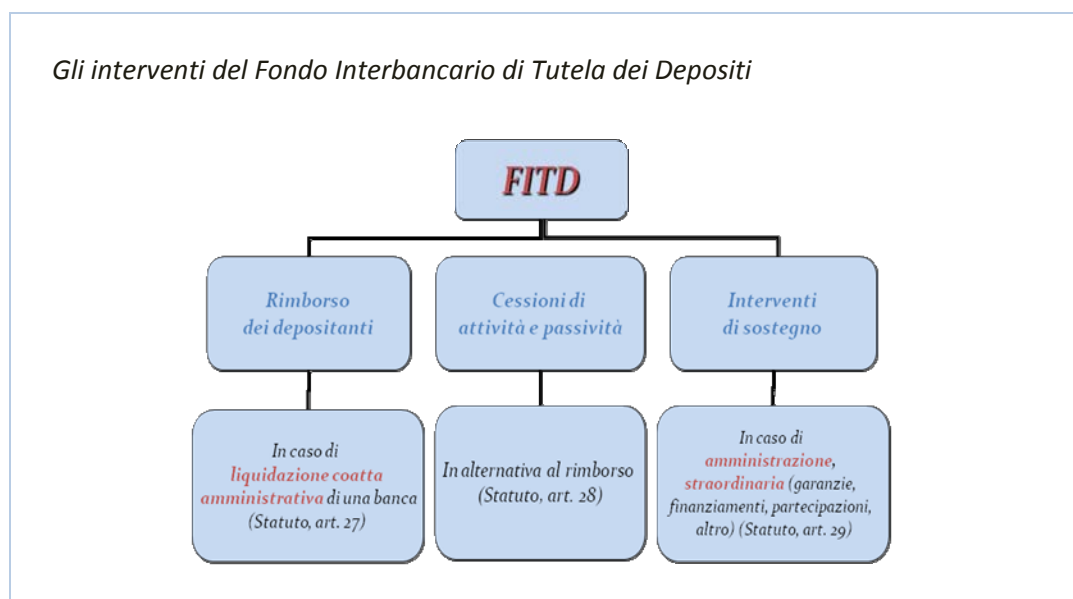 Gli interventi del Fondo Interbancario di Tutela dei Depositi
FITD
Rimborso
dei depositanti
Cessioni di
attività e passività
Interventi
di sostegno
In caso di
liquidazione coatta
amministrativa di una banca
(Statuto, art. 27)
In alternativa al rimborso
(Statuto, art. 28)
In caso di
amministrazione,
straordinaria (garanzie,
finanziamenti, partecipazioni,
altro) (Statuto, art. 29)